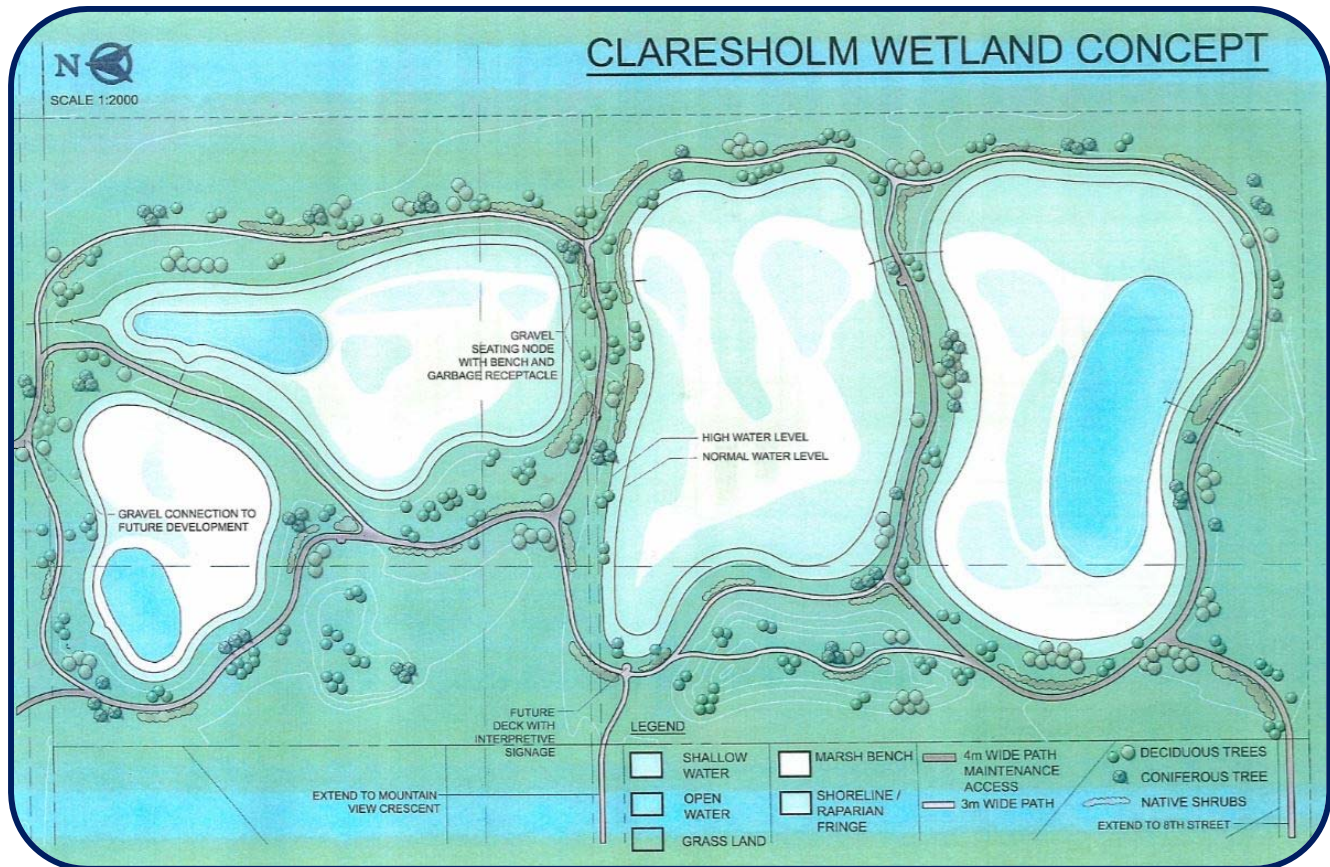 CLARESHOLM WETLAND CONCEPT
N
SCALE 1:2000
GRAVEL
SEATING NODE
WITH BENCH AND
GARBAGE RECEPTACLE
HIGH WATER LEVEL
NORMAL WATER LEVEL
GRAVEL CONNECTION TO
FUTURE DEVELOPMENT
FUTURE
DECK WITH
INTERPRETIVE
SIGNAGE
EXTEND TO MOUNTAIN
VIEW CRESCENT
LEGEND
SHALLOW
WATER
OPEN
WATER
GRASS LAND
MARSH BENCH
SHORELINE /
RAPARIAN
FRINGE
4m WIDE PATH
MAINTENANCE
ACCESS
3m WIDE PATH
DECIDUOUS TREES
CONIFEROUS TREE
NATIVE SHRUBS
EXTEND TO 8TH STREET